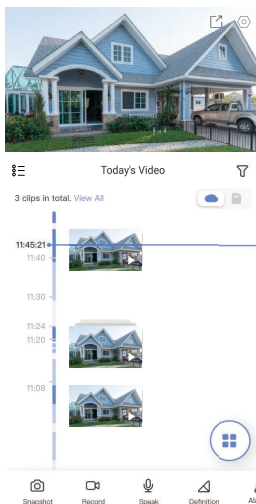 Today's Video
3 clips in total. View All
11:45:21
11:40
11:30
11:24
11:20
11:08
Snapshot Record Speak Definition